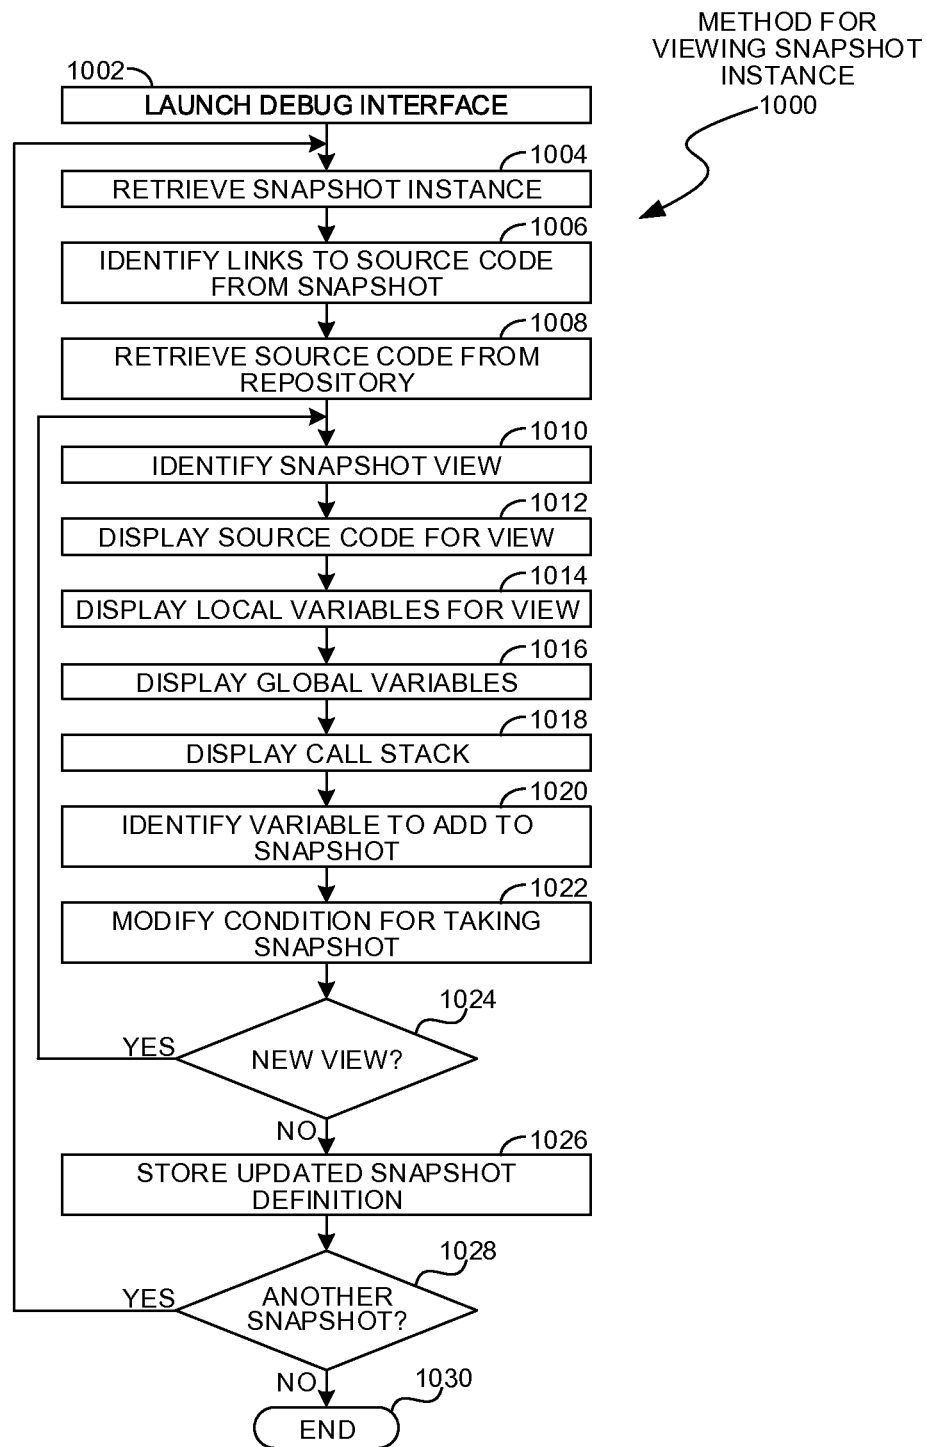 METHOD FOR
VIEWING SNAPSHOT
INSTANCE
1000
1002
LAUNCH DEBUG INTERFACE
1004
RETRIEVE SNAPSHOT INSTANCE
1006
IDENTIFY LINKS TO SOURCE CODE
FROM SNAPSHOT
1008
RETRIEVE SOURCE CODE FROM
REPOSITORY
1010
IDENTIFY SNAPSHOT VIEW
1012
DISPLAY SOURCE CODE FOR VIEW
1014
DISPLAY LOCAL VARIABLES FOR VIEW
1016
DISPLAY GLOBAL VARIABLES
1018
DISPLAY CALL STACK
1020
IDENTIFY VARIABLE TO ADD TO
SNAPSHOT
1022
MODIFY CONDITION FOR TAKING
SNAPSHOT
1024
YES
NEW VIEW?
NO
1026
STORE UPDATED SNAPSHOT
DEFINITION
1028
YES
ANOTHER
SNAPSHOT?
NO
1030
END